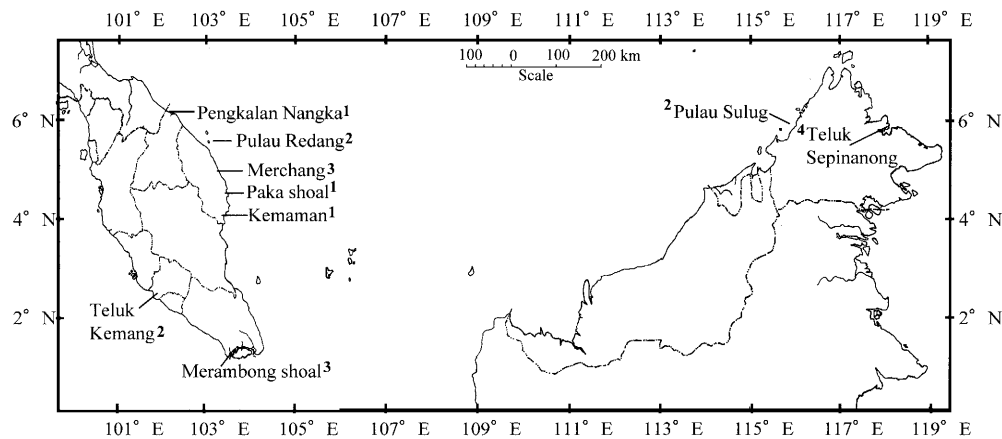 101° E 103° E 105° E 109° E 111° E 113° E 115° E 117° E 119° E
100 0 100 200 km
Scale
Pengkalan Nangka1
2Pulau Sulug
6° N 6° N
4Teluk
Sepinanong
Pulau Redang2
Merchang3
Paka shoal1
Kemaman1
4° N 4° N
Teluk
Kemang2
2° N 2° N
Merambong shoal3
101° E 103° E 105° E 107° E 109° E 111° E 113° E 115° E 117° E 119° E